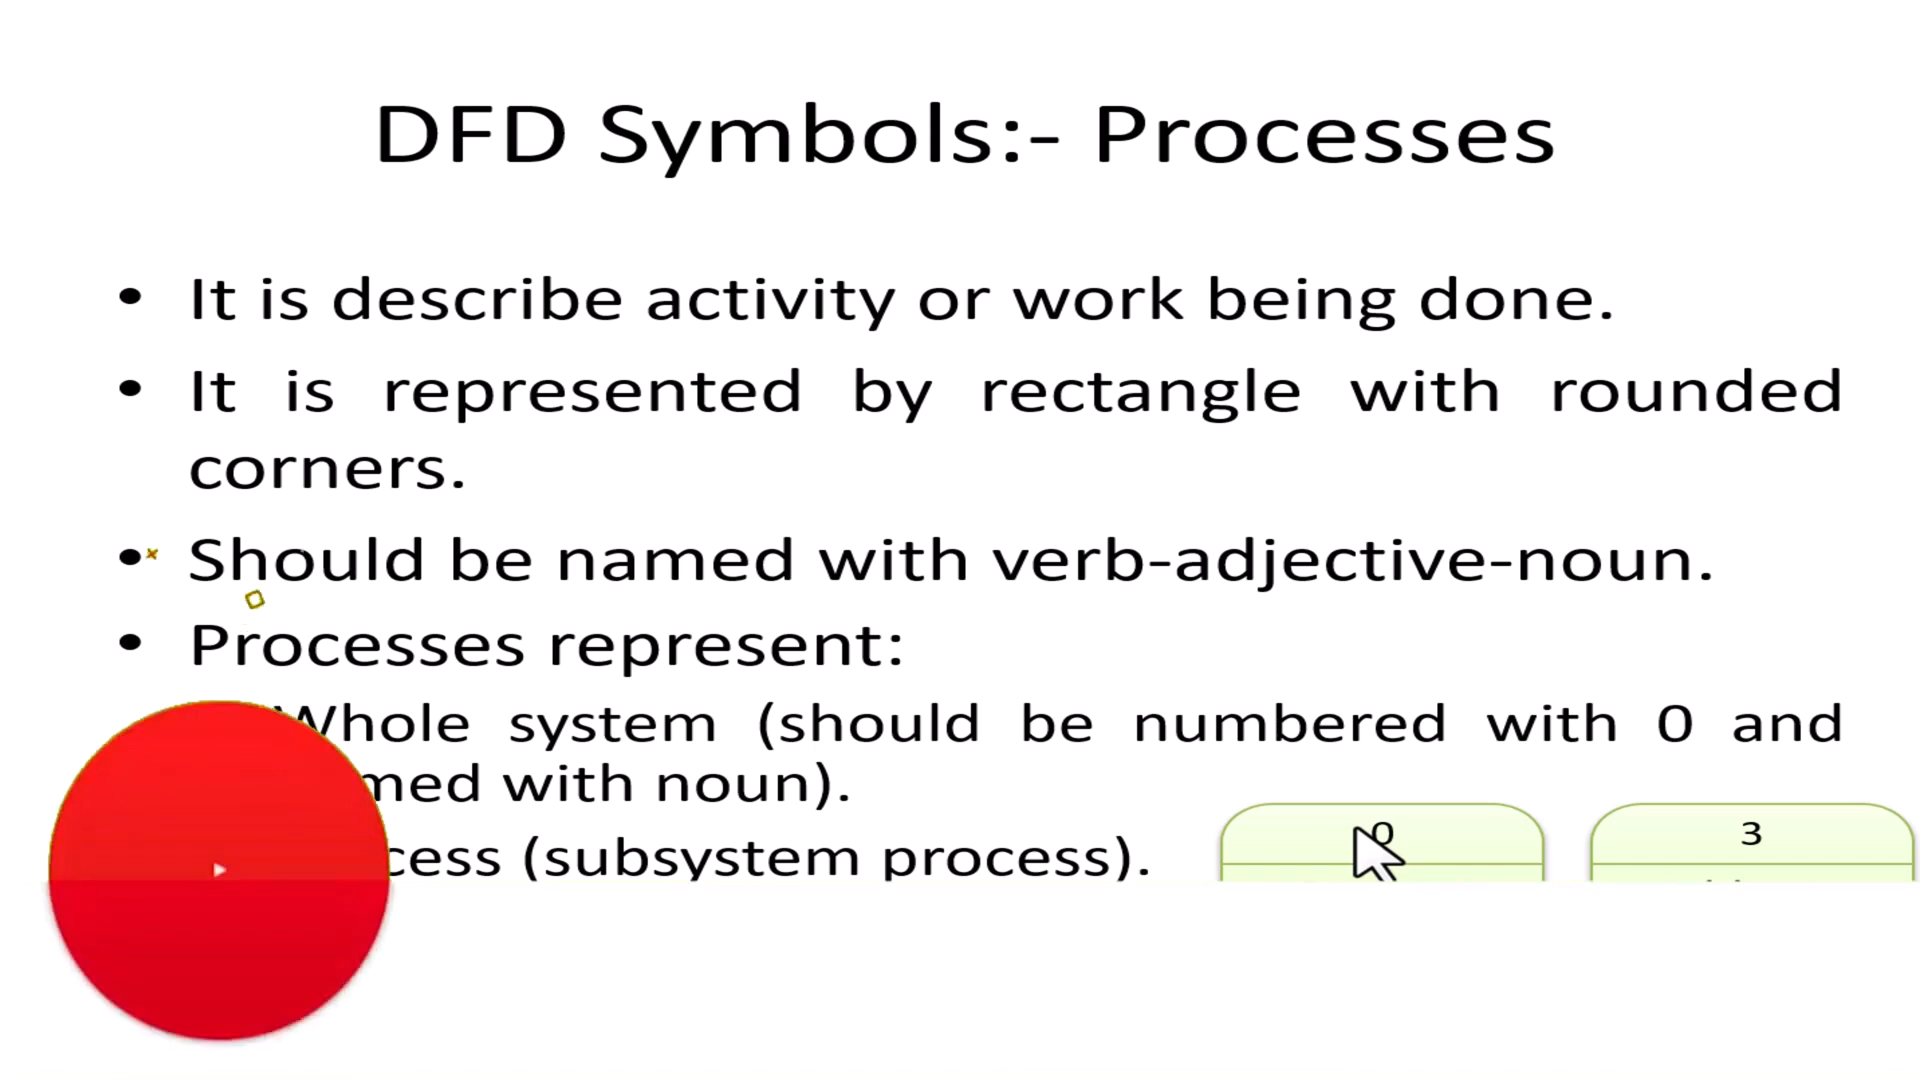 DFD Symbols:- Processes
• It is describe activity or work being done.
• It is represented by rectangle with rounded
corners.
• Should be named with verb-adjective-noun.
• Processes represent:
Whole system (should be numbered with 0 and
with noun).
(subsystem process).
0
3